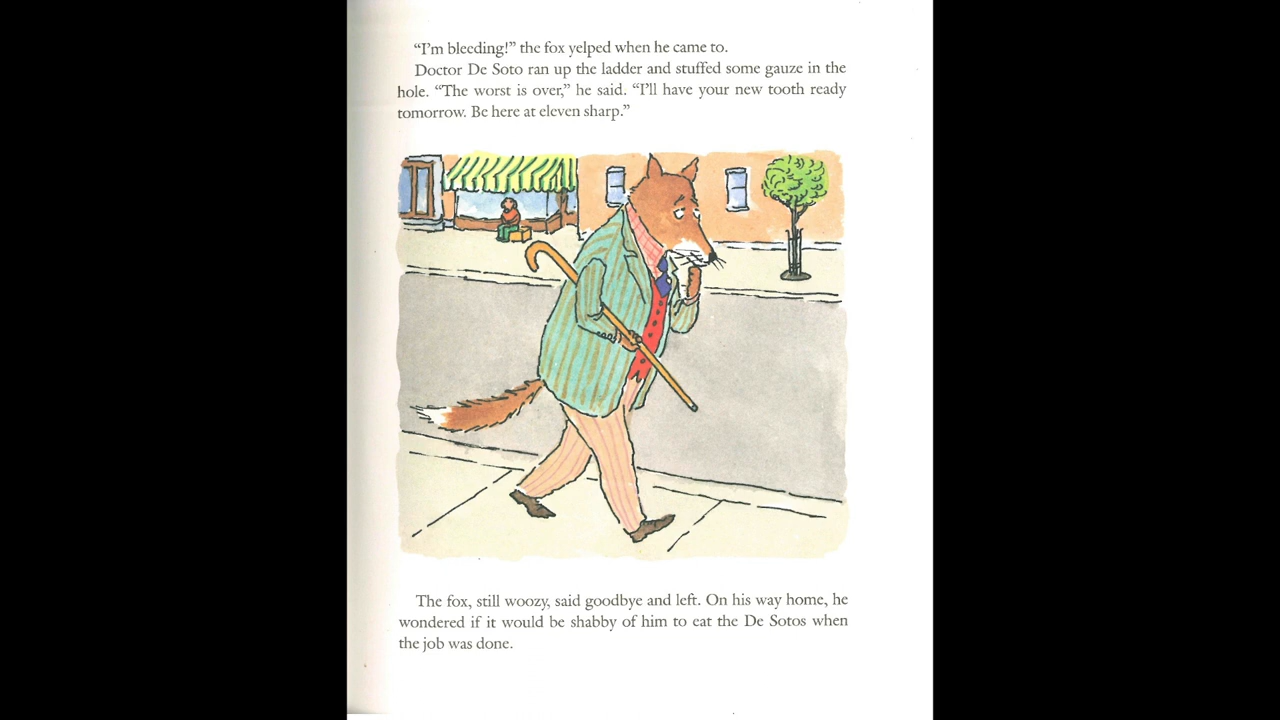 “I’m bleeding!” the fox yelped when he came to.
Doctor De Soto ran up the ladder and stuffed some gauze in the
hole. “The worst is over,” he said. “I’ll have your new tooth ready
tomorrow. Be here at eleven sharp.”
The fox, still woozy, said goodbye and left. On his way home, he
wondered if it would be shabby of him to eat the De Sotos when
the job was done.